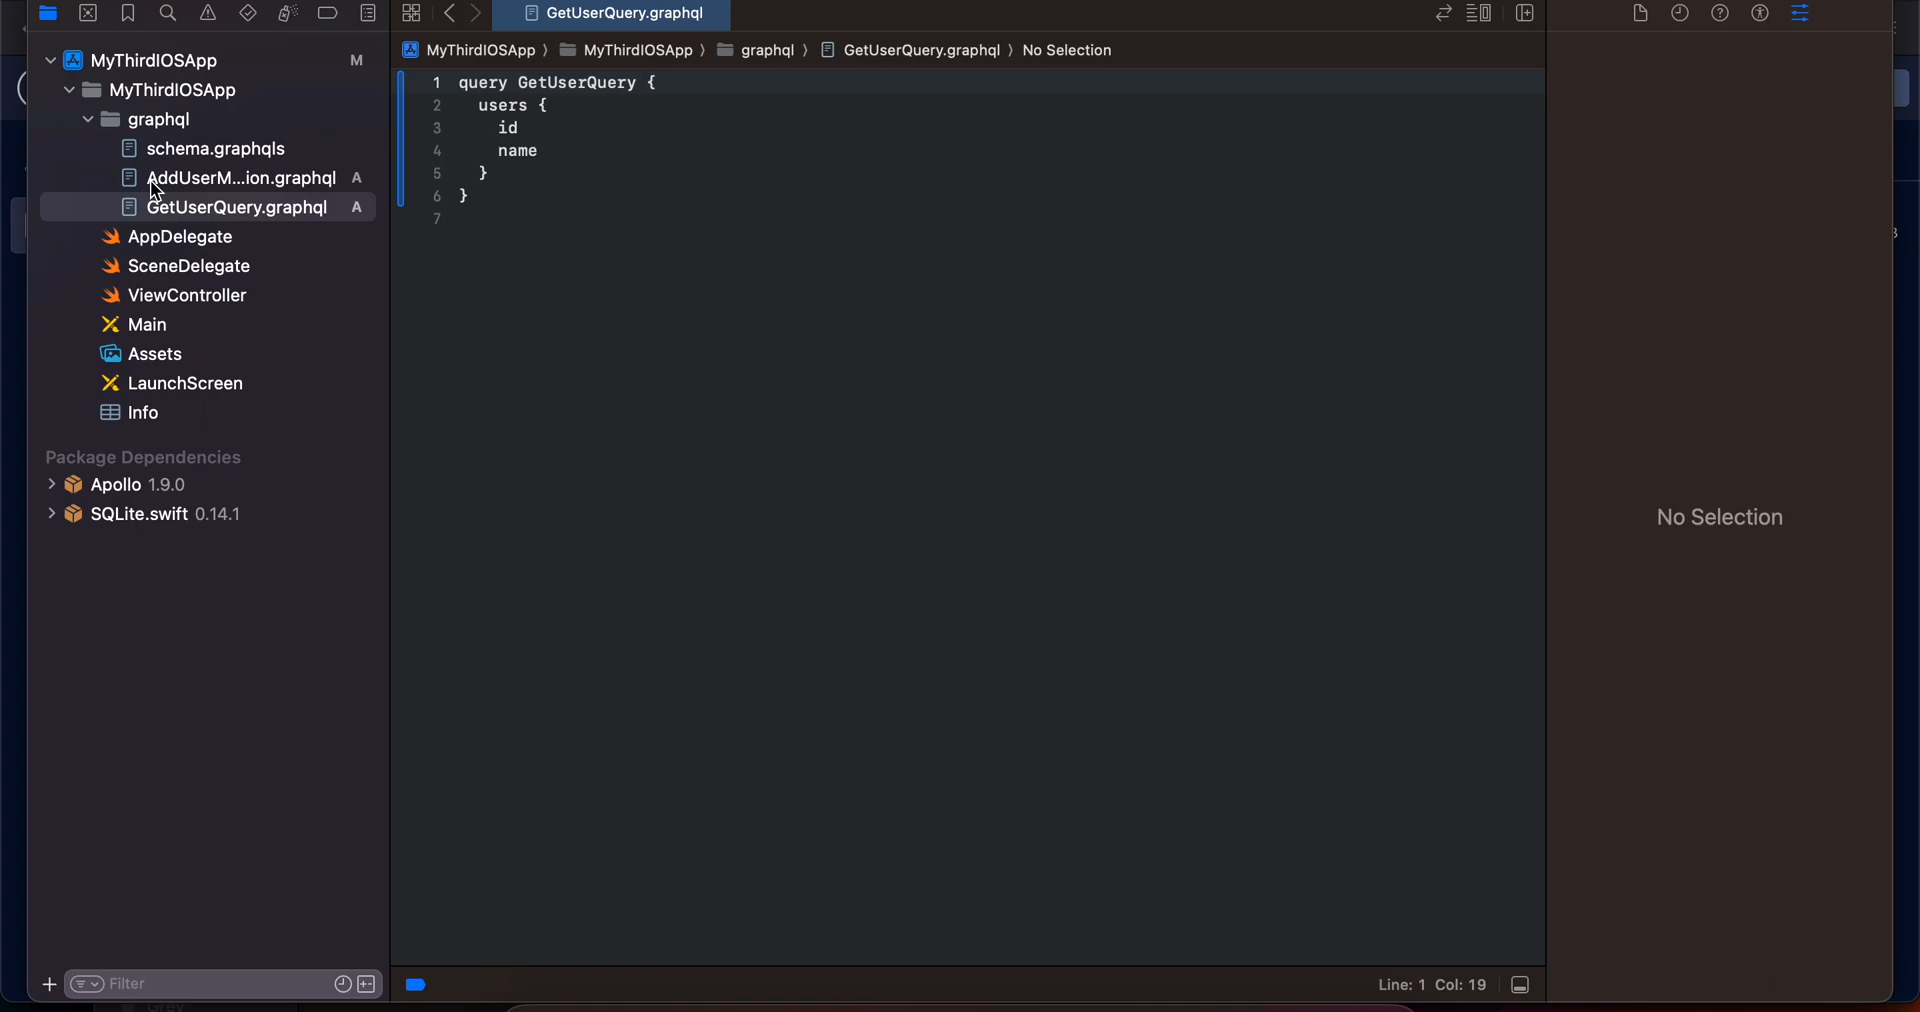 GetUserQuery.graphql
MyThirdIOSApp M
MyThirdIOSApp
graphql
schema.graphqls
AddUserM...ion.graphql A
GetUserQuery.graphql A
AppDelegate
SceneDelegate
ViewController
Main
Assets
LaunchScreen
Info
Package Dependencies
Apollo 1.9.0
SQLite.swift 0.14.1
Filter
MyThirdIOSApp 〉 MyThirdIOSApp 〉 graphql 〉 GetUserQuery.graphql 〉 No Selection
1 query GetUserQuery {
2 users {
3 id
4 name
5 }
6 }
7
Line: 1 Col: 19
No Selection